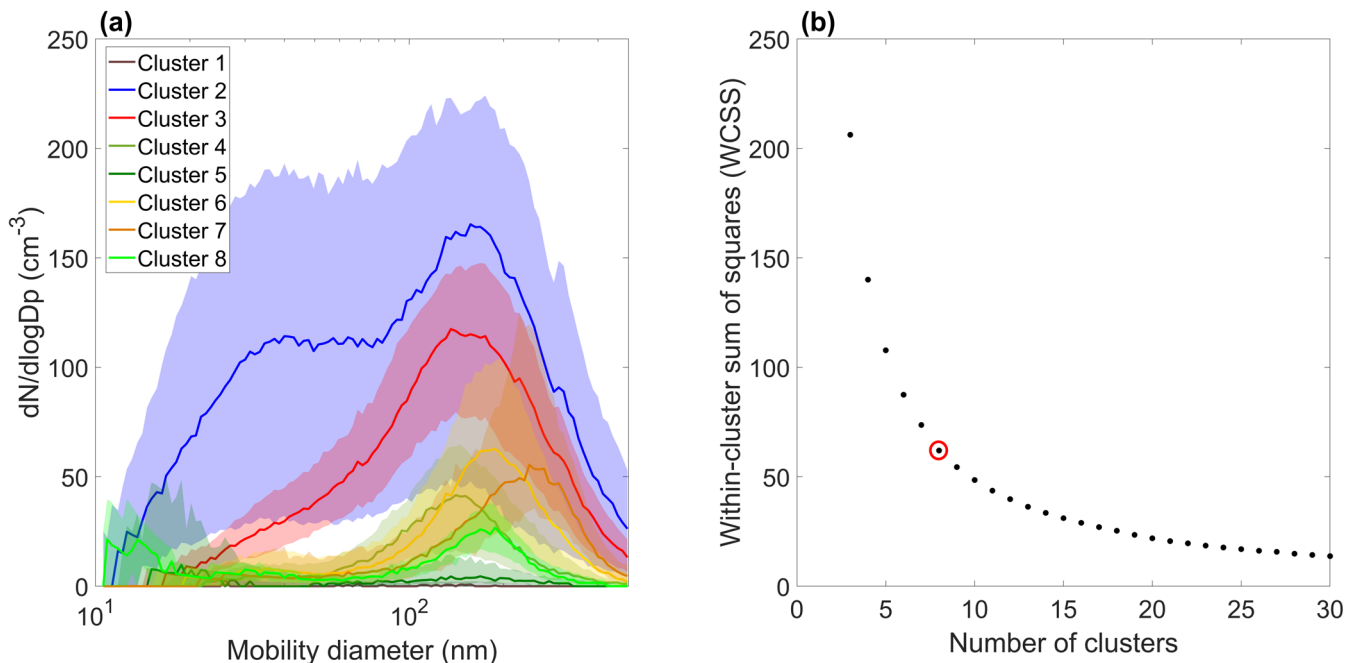 (a)
250
200
150
100
50
0
dN/dlogDp (cm⁻³)
Cluster 1
Cluster 2
Cluster 3
Cluster 4
Cluster 5
Cluster 6
Cluster 7
Cluster 8
10¹
10²
Mobility diameter (nm)
(b)
250
200
150
100
50
0
Within-cluster sum of squares (WCSS)
0 5 10 15 20 25 30
Number of clusters